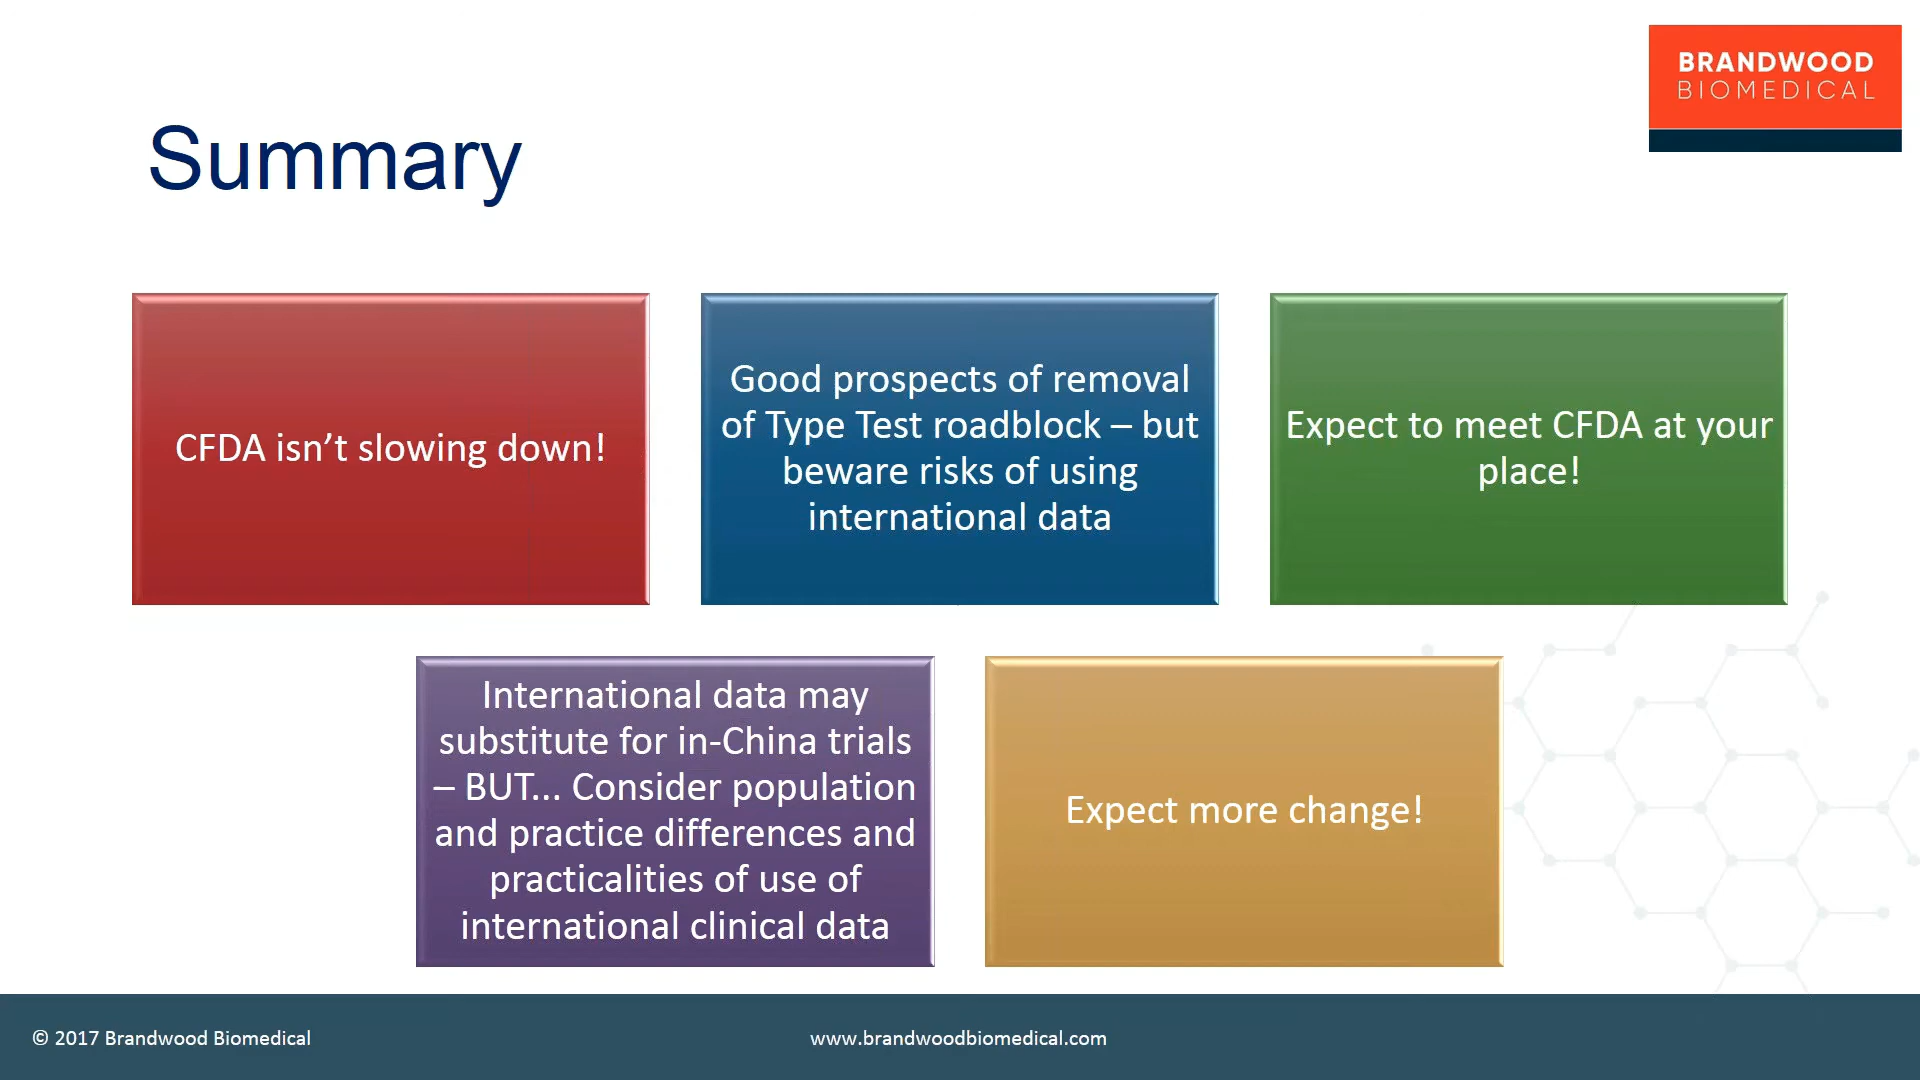 BRANDWOOD
BIOMEDICAL
Summary
CFDA isn’t slowing down!
Good prospects of removal
of Type Test roadblock – but
beware risks of using
international data
Expect to meet CFDA at your
place!
International data may
substitute for in-China trials
– BUT... Consider population
and practice differences and
practicalities of use of
international clinical data
Expect more change!
© 2017 Brandwood Biomedical
www.brandwoodbiomedical.com